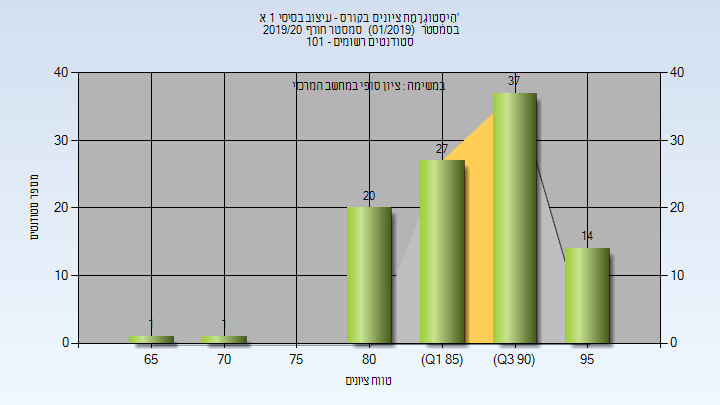 הִיסְטוֹגְרָמַת ציונים בקורס - עיצוב בסיסי 1 א'
בסמסטר (01/2019) סמסטר חורף 2019/20
סטודנטים רשומים - 101
במשימה : ציון סופי במחשב המרכזי
40 40
30 30
20 20
10 10
0 0
מספר סטודנטים
1 1 20 27 37 14
65 70 75 80 (Q1 85) (Q3 90) 95
טווח ציונים